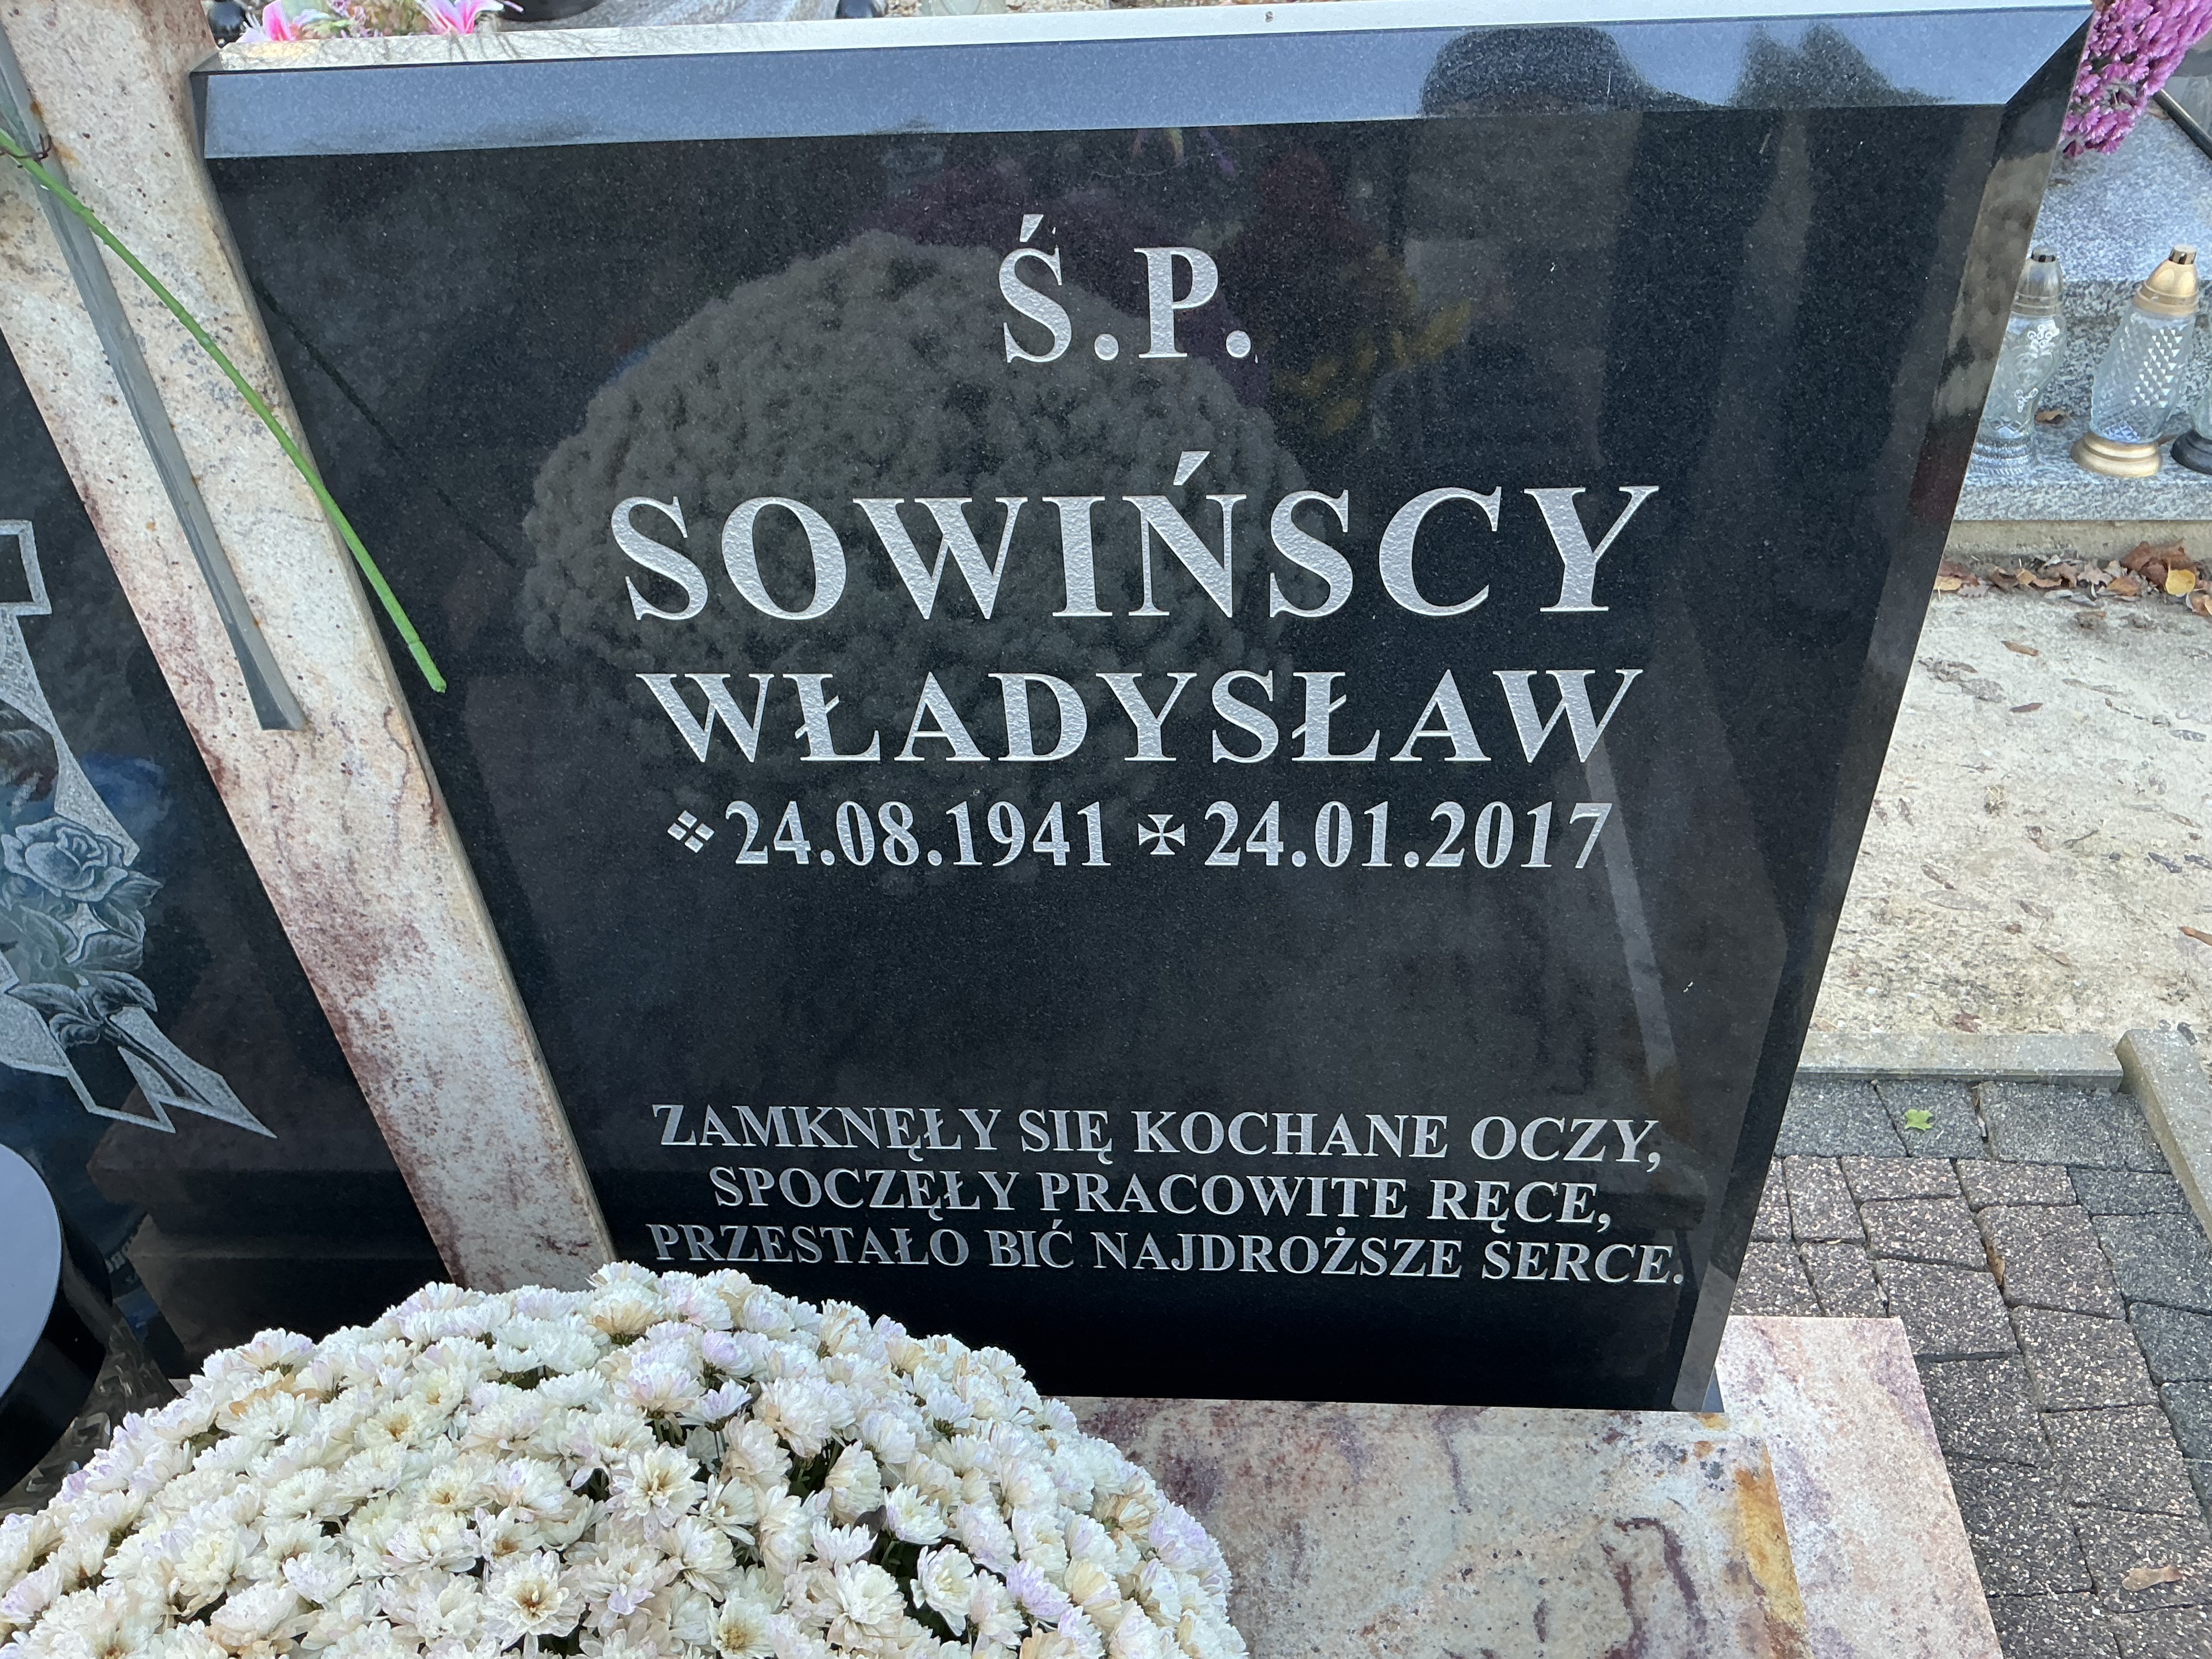 Ś.P.
SOWIŃSCY
WŁADYSŁAW
❖ 24.08.1941 ✠ 24.01.2017
ZAMKNĘŁY SIĘ KOCHANE OCZY,
SPOCZĘŁY PRACOWITE RĘCE,
PRZESTAŁO BIĆ NAJDROŻSZE SERCE.